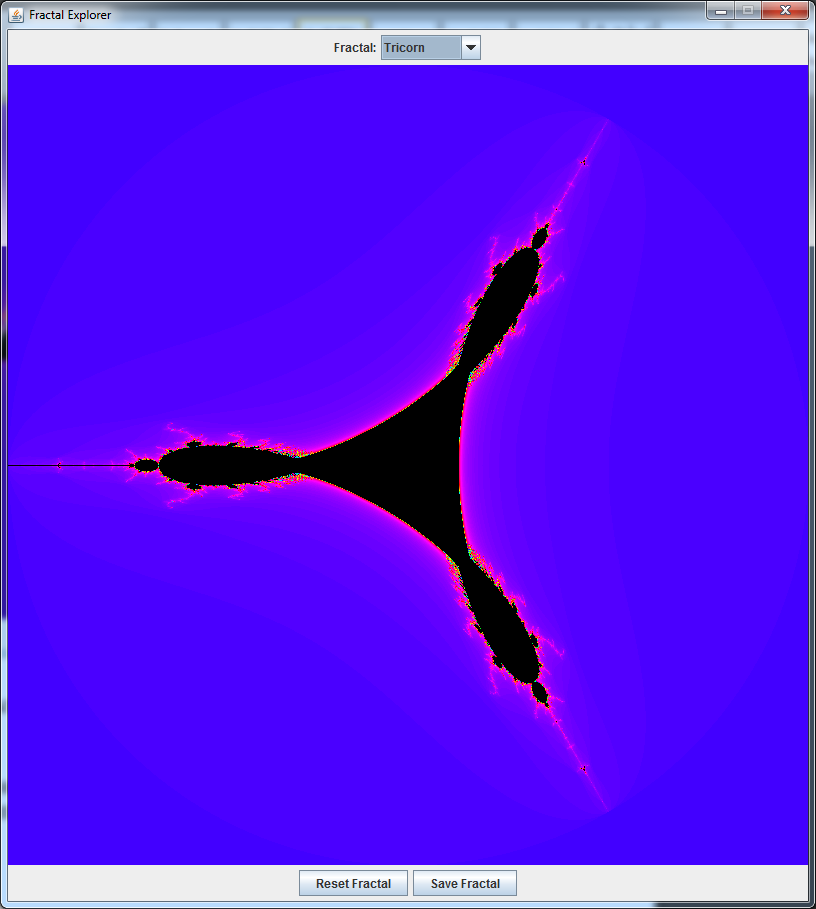 Fractal Explorer
Fractal: Tricorn
Reset Fractal Save Fractal